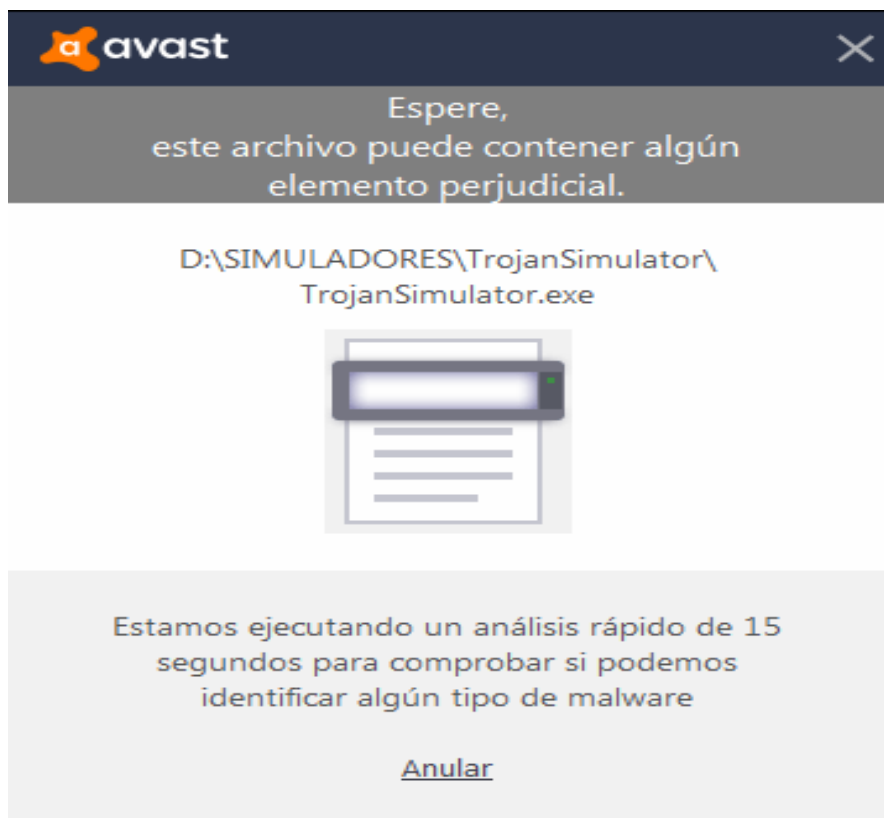 avast
Espere,
este archivo puede contener algún
elemento perjudicial.
D:\SIMULADORES\TrojanSimulator\
TrojanSimulator.exe
Estamos ejecutando un análisis rápido de 15
segundos para comprobar si podemos
identificar algún tipo de malware
Anular